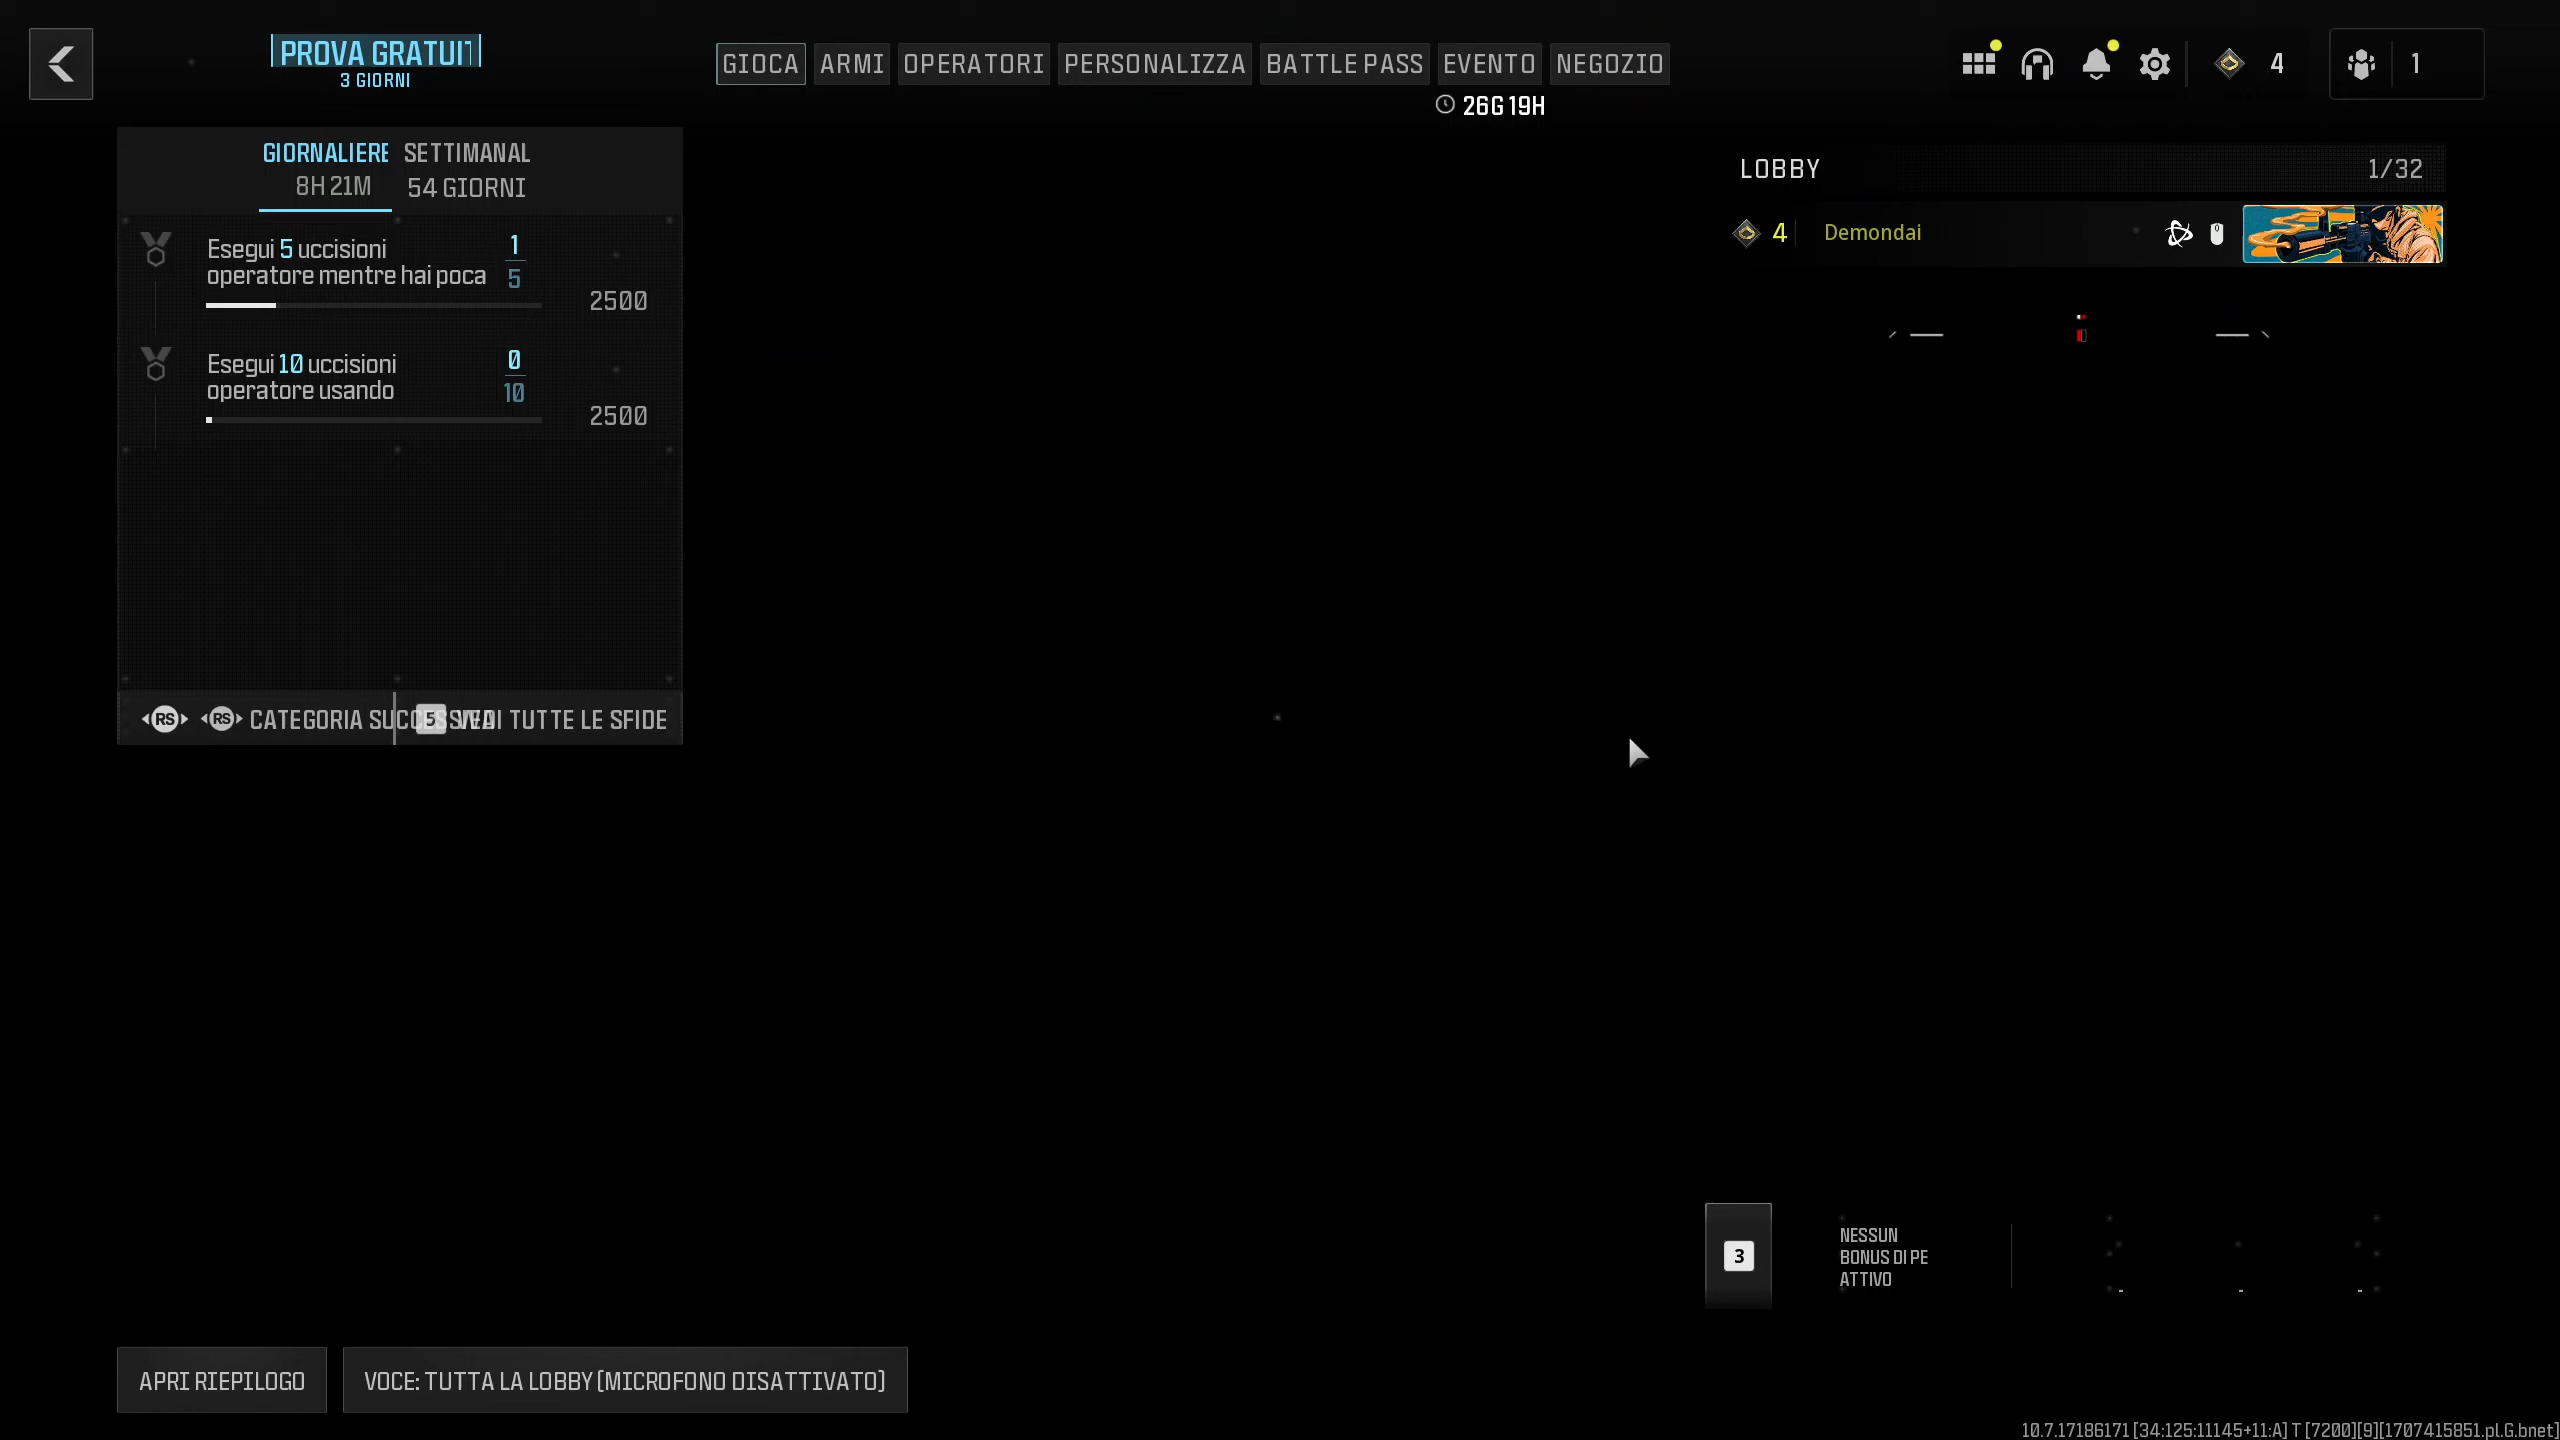 PROVA GRATUIT
3 GIORNI
GIOCA ARMI OPERATORI PERSONALIZZA BATTLE PASS EVENTO NEGOZIO
4
1
26G 19H
GIORNALIERE SETTIMANAL
8H 21M 54 GIORNI
Esegui 5 uccisioni
operatore mentre hai poca
1
5
2500
Esegui 10 uccisioni
operatore usando
0
10
2500
RS RS CATEGORIA SUCCESSIVA
5 VEDI TUTTE LE SFIDE
LOBBY 1/32
4 Demondai
3
NESSUN
BONUS DI PE
ATTIVO
- - -
APRI RIEPILOGO
VOCE: TUTTA LA LOBBY (MICROFONO DISATTIVATO)
10.7.17186171 [34:125:11145+11:A] T [7200][9][1707415851.pl.G.bnet]